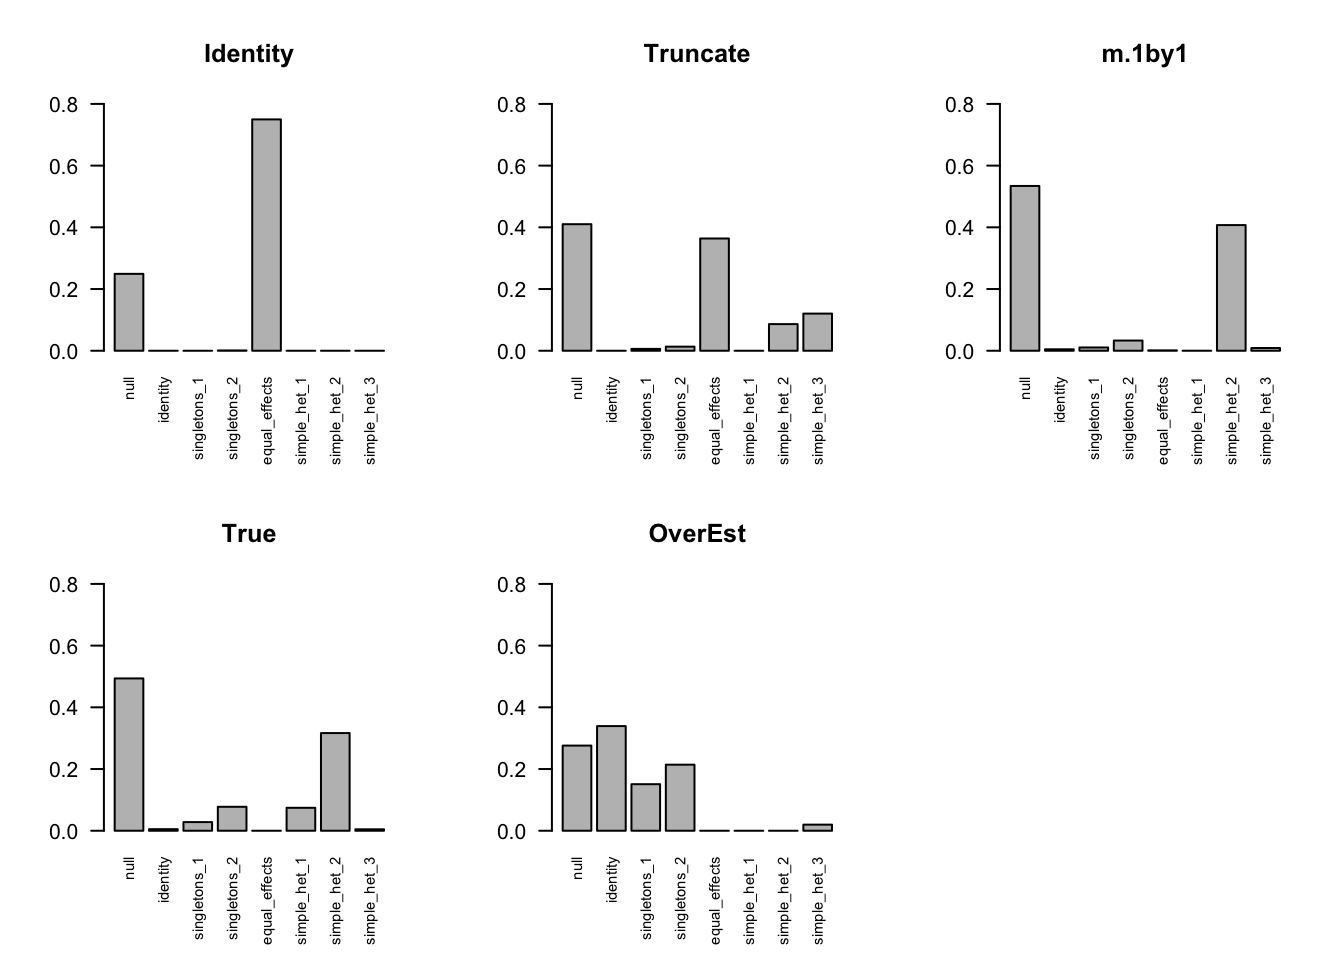 Identity
0.8
0.6
0.4
0.2
0.0
null
identity
singletons_1
singletons_2
equal_effects
simple_het_1
simple_het_2
simple_het_3
Truncate
0.8
0.6
0.4
0.2
0.0
null
identity
singletons_1
singletons_2
equal_effects
simple_het_1
simple_het_2
simple_het_3
m.1by1
0.8
0.6
0.4
0.2
0.0
null
identity
singletons_1
singletons_2
equal_effects
simple_het_1
simple_het_2
simple_het_3
True
0.8
0.6
0.4
0.2
0.0
null
identity
singletons_1
singletons_2
equal_effects
simple_het_1
simple_het_2
simple_het_3
OverEst
0.8
0.6
0.4
0.2
0.0
null
identity
singletons_1
singletons_2
equal_effects
simple_het_1
simple_het_2
simple_het_3